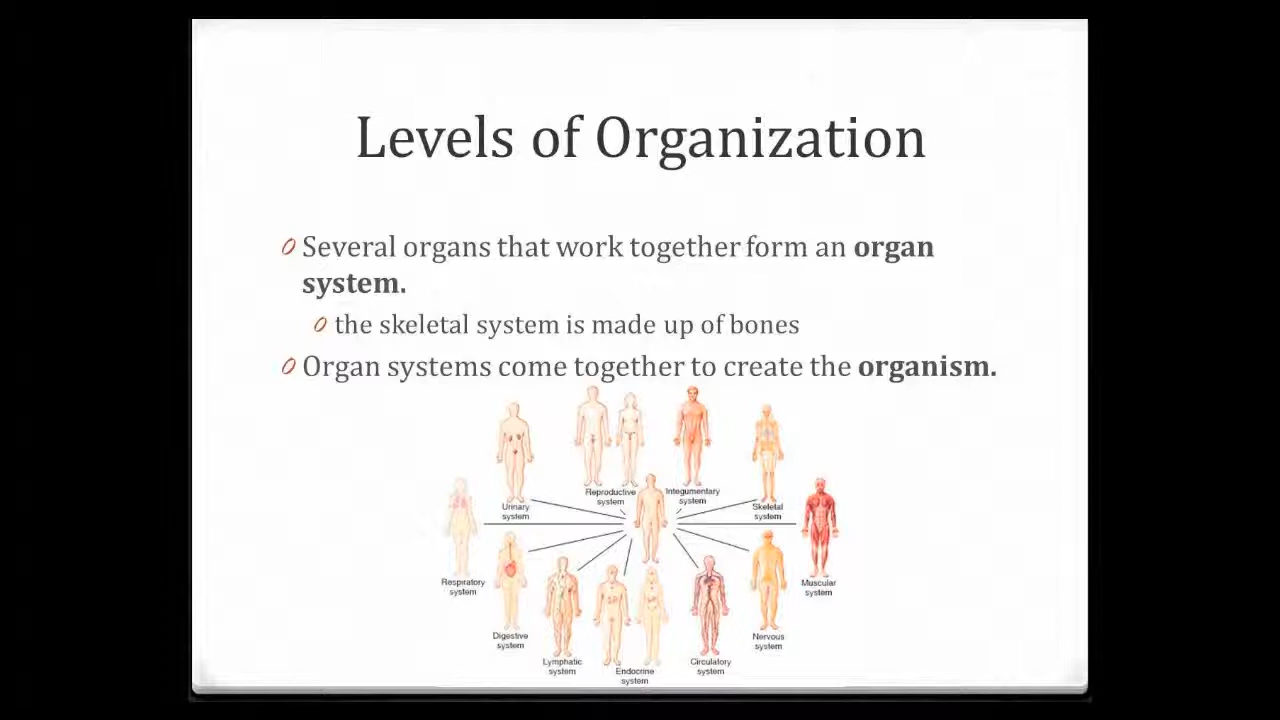 Levels of Organization
Several organs that work together form an organ
system.
the skeletal system is made up of bones
Organ systems come together to create the organism.
Reproductive
system
Integumentary
system
Urinary
system
Skeletal
system
Respiratory
system
Muscular
system
Digestive
system
Nervous
system
Lymphatic
system
Endocrine
system
Circulatory
system